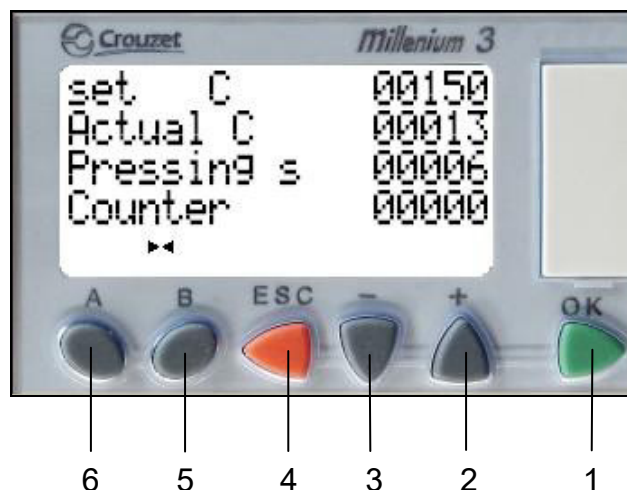 Crouzet Millenium 3
set C 00150
Actual C 00013
Pressing s 00006
Counter 00000
A B ESC - + OK
6 5 4 3 2 1